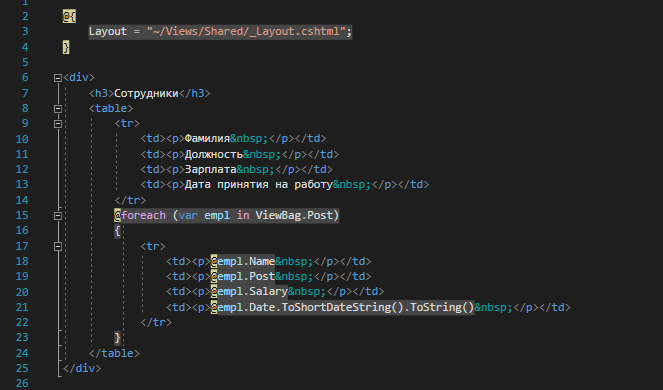 1
2 @{
3 Layout = "~/Views/Shared/_Layout.cshtml";
4 }
5
6 <div>
7 <h3>Сотрудники</h3>
8 <table>
9 <tr>
10 <td><p>Фамилия&nbsp;</p></td>
11 <td><p>Должность&nbsp;</p></td>
12 <td><p>Зарплата&nbsp;</p></td>
13 <td><p>Дата принятия на работу&nbsp;</p></td>
14 </tr>
15 @foreach (var empl in ViewBag.Post)
16 {
17 <tr>
18 <td><p>@empl.Name&nbsp;</p></td>
19 <td><p>@empl.Post&nbsp;</p></td>
20 <td><p>@empl.Salary&nbsp;</p></td>
21 <td><p>@empl.Date.ToShortDateString().ToString()&nbsp;</p></td>
22 </tr>
23 }
24 </table>
25 </div>
26